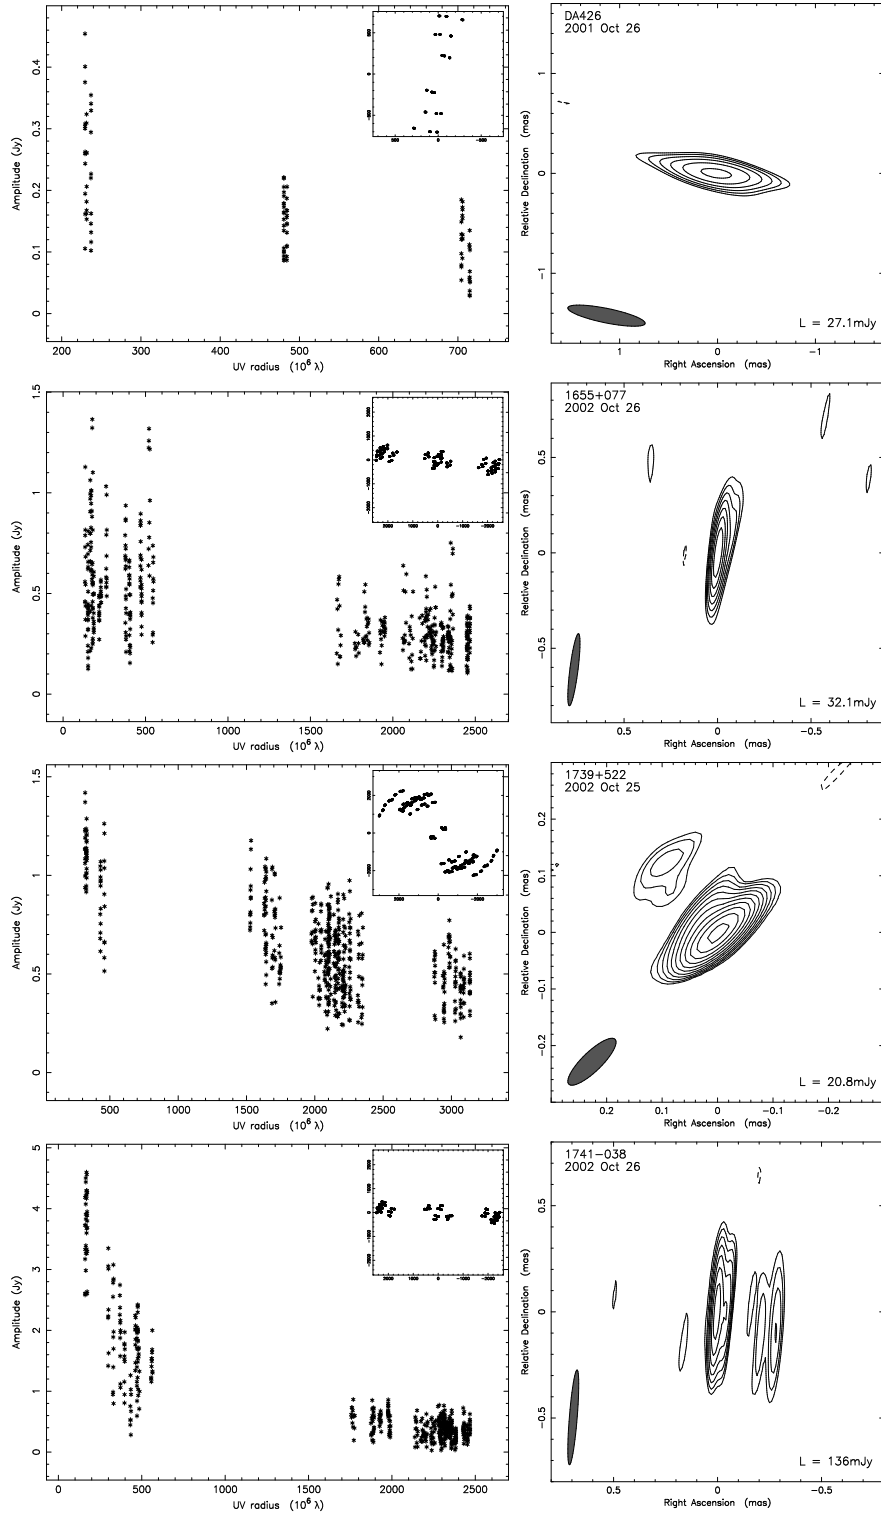 DA426
2001 Oct 26
L = 27.1mJy
Amplitude (Jy)
0 0.1 0.2 0.3 0.4
200 300 400 500 600 700
UV radius (10⁶ λ)
Relative Declination (mas)
1 0 −1
1 0 −1
Right Ascension (mas)
1655+077
2002 Oct 26
L = 32.1mJy
Amplitude (Jy)
0 0.5 1 1.5
0 500 1000 1500 2000 2500
UV radius (10⁶ λ)
Relative Declination (mas)
0.5 0 −0.5
0.5 0 −0.5
Right Ascension (mas)
1739+522
2002 Oct 25
L = 20.8mJy
Amplitude (Jy)
0 0.5 1 1.5
500 1000 1500 2000 2500 3000
UV radius (10⁶ λ)
Relative Declination (mas)
0.2 0.1 0 −0.1 −0.2
0.2 0.1 0 −0.1 −0.2
Right Ascension (mas)
1741−038
2002 Oct 26
L = 136mJy
Amplitude (Jy)
0 1 2 3 4 5
0 500 1000 1500 2000 2500
UV radius (10⁶ λ)
Relative Declination (mas)
0.5 0 −0.5
0.5 0 −0.5
Right Ascension (mas)